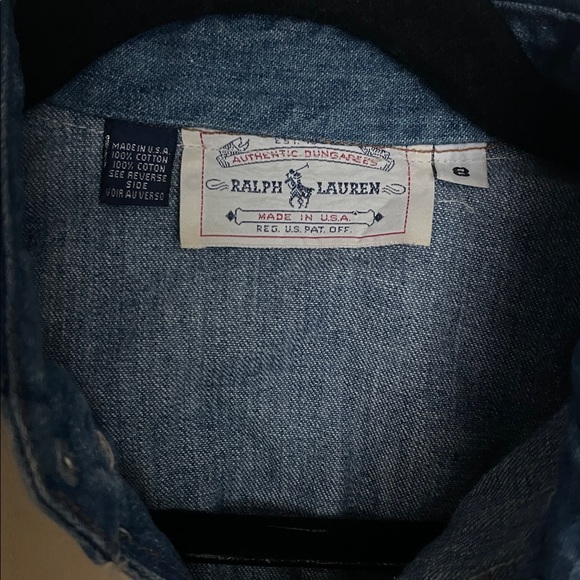 MADE IN U.S.A
100% COTTON
100% COTON
SEE REVERSE
SIDE
VOIR AU VERSO
AUTHENTIC DUNGAREES
RALPH LAUREN
MADE IN U.S.A.
REG. U.S. PAT. OFF.
8